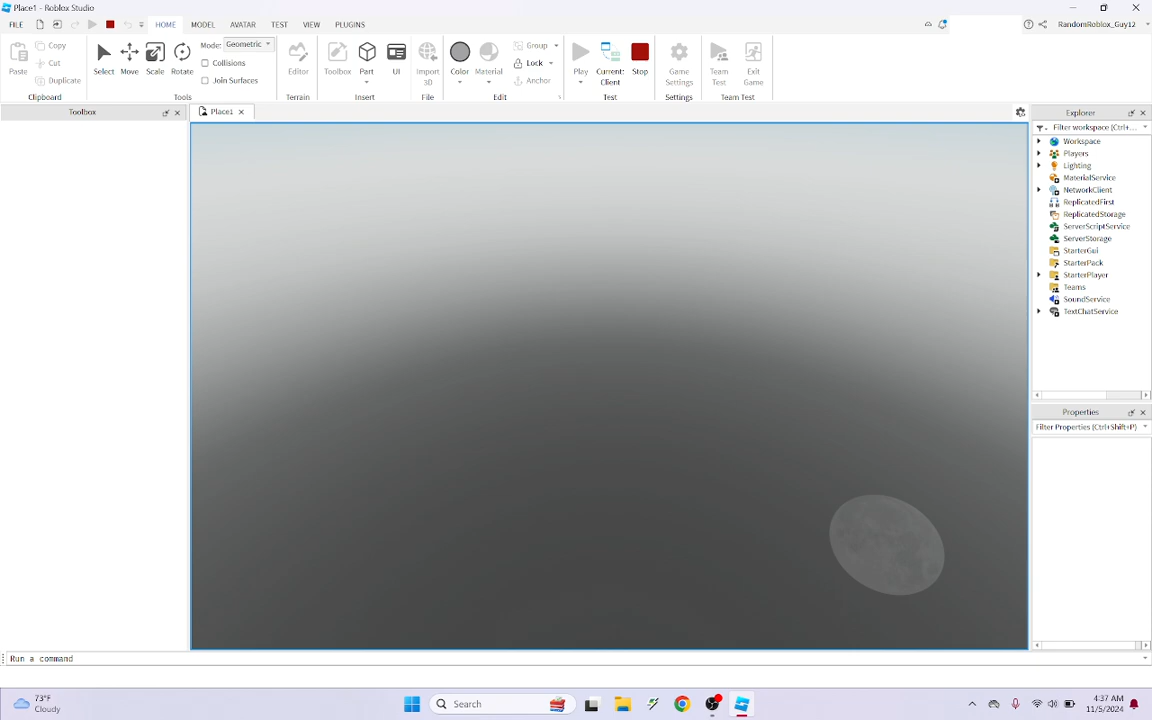 Place1 - Roblox Studio
FILE HOME MODEL AVATAR TEST VIEW PLUGINS RandomRoblox_Guy12
Paste Copy Cut Duplicate
Clipboard
Select Move Scale Rotate Mode: Geometric Collisions Join Surfaces
Tools
Editor
Terrain
Toolbox Part UI
Insert
Import 3D
File
Color Material Group Lock Anchor
Edit
Play Current: Client Stop
Test
Game Settings
Settings
Team Test Exit Game
Team Test
Toolbox
Place1
Explorer
Filter workspace (Ctrl+...
Workspace
Players
Lighting
MaterialService
NetworkClient
ReplicatedFirst
ReplicatedStorage
ServerScriptService
ServerStorage
StarterGui
StarterPack
StarterPlayer
Teams
SoundService
TextChatService
Properties
Filter Properties (Ctrl+Shift+P)
Run a command
73°F
Cloudy
Search
4:37 AM
11/5/2024